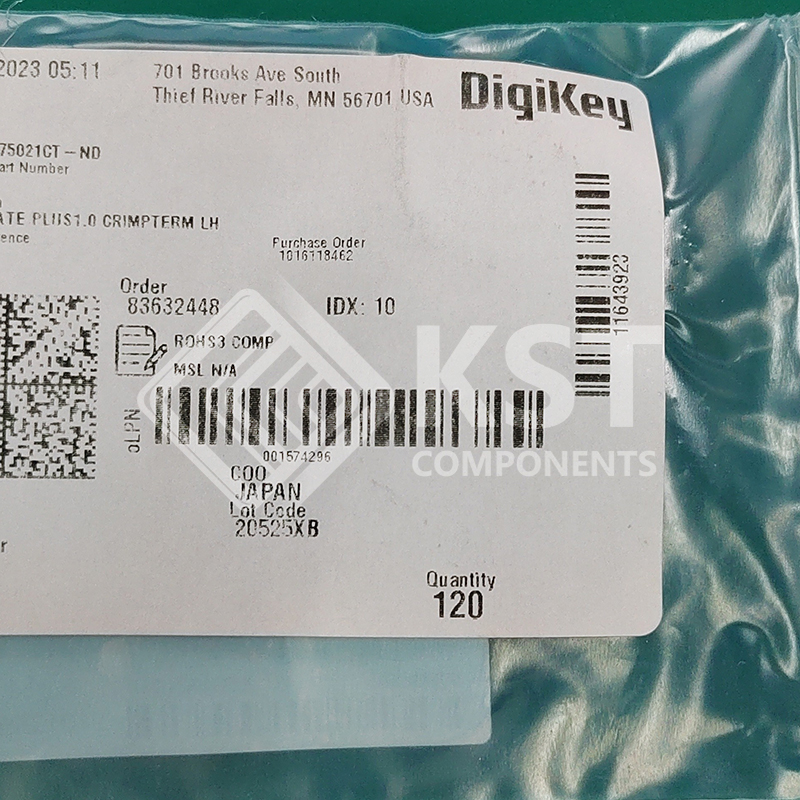 2023 05:11
701 Brooks Ave South
Thief River Falls, MN 56701 USA
DigiKey
75021CT-ND
art Number
ATE PLUS1.0 CRIMPTERM LH
ence
Purchase Order
1016118462
Order
83632448
IDX: 10
11643923
ROHS3 COMP
MSL N/A
oLPN
001574296
KST
COMPONENTS
COO
JAPAN
Lot Code
20525XB
r
Quantity
120